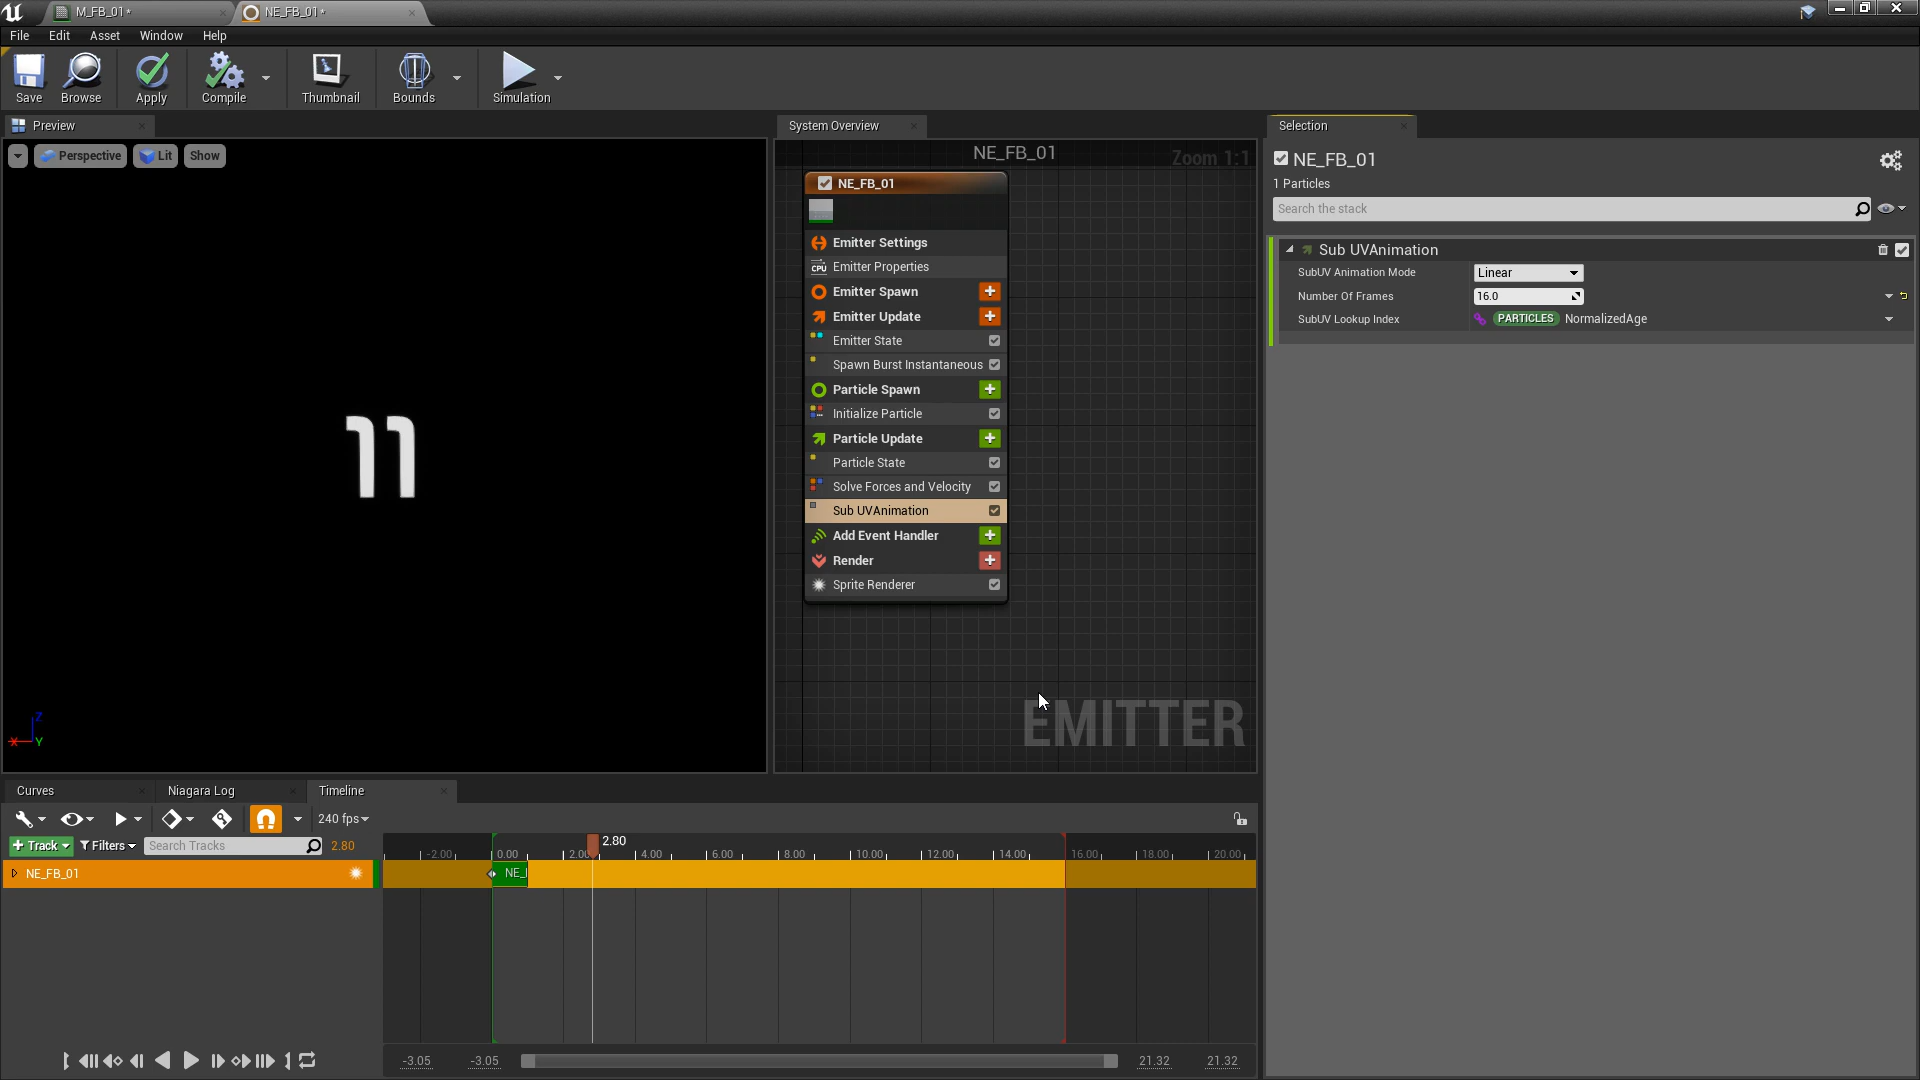 M_FB_01*
NE_FB_01*
File Edit Asset Window Help
Save Browse Apply Compile Thumbnail Bounds Simulation
Preview
Perspective Lit Show
11
Z
X Y
System Overview
NE_FB_01
Zoom 1:1
NE_FB_01
Emitter Settings
CPU Emitter Properties
Emitter Spawn
Emitter Update
Emitter State
Spawn Burst Instantaneous
Particle Spawn
Initialize Particle
Particle Update
Particle State
Solve Forces and Velocity
Sub UVAnimation
Add Event Handler
Render
Sprite Renderer
EMITTER
Selection
NE_FB_01
1 Particles
Search the stack
Sub UVAnimation
SubUV Animation Mode Linear
Number Of Frames 16.0
SubUV Lookup Index PARTICLES NormalizedAge
Curves Niagara Log Timeline
240 fps
+ Track Filters Search Tracks 2.80
2.80
-2.00 0.00 2.00 4.00 6.00 8.00 10.00 12.00 14.00 16.00 18.00 20.00
NE_FB_01
-3.05 -3.05 21.32 21.32